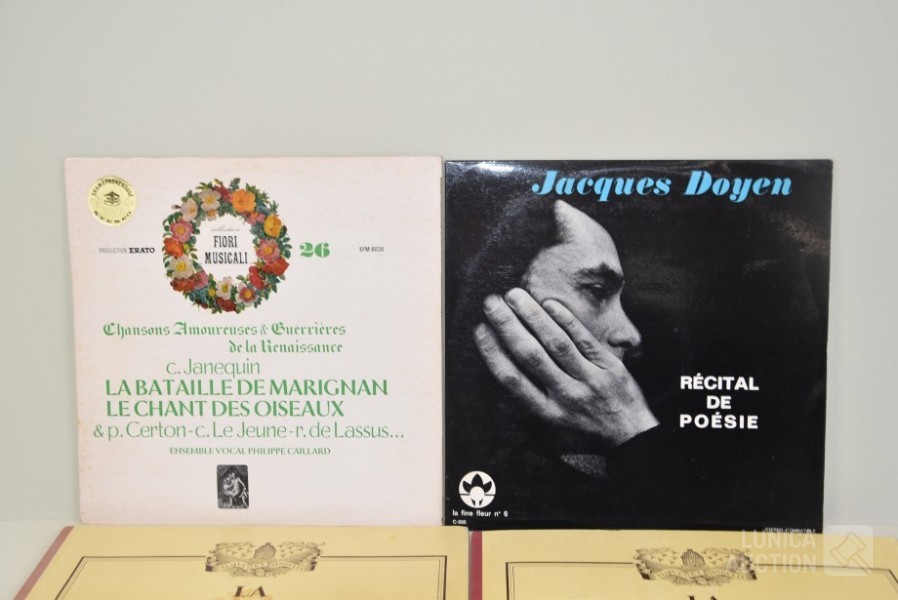 collection
FIORI
MUSICALI
26
PRODUCTION ERATO
Chansons Amoureuses & Guerrières
de la Renaissance
c. Janequin
LA BATAILLE DE MARIGNAN
LE CHANT DES OISEAUX
& p. Certon-c. Le Jeune-r. de Lassus...
ENSEMBLE VOCAL PHILIPPE CAILLARD
Jacques Doyen
RÉCITAL
DE
POÉSIE
la fine fleur n° 6
LA
LA
LUNICA
AUCTION